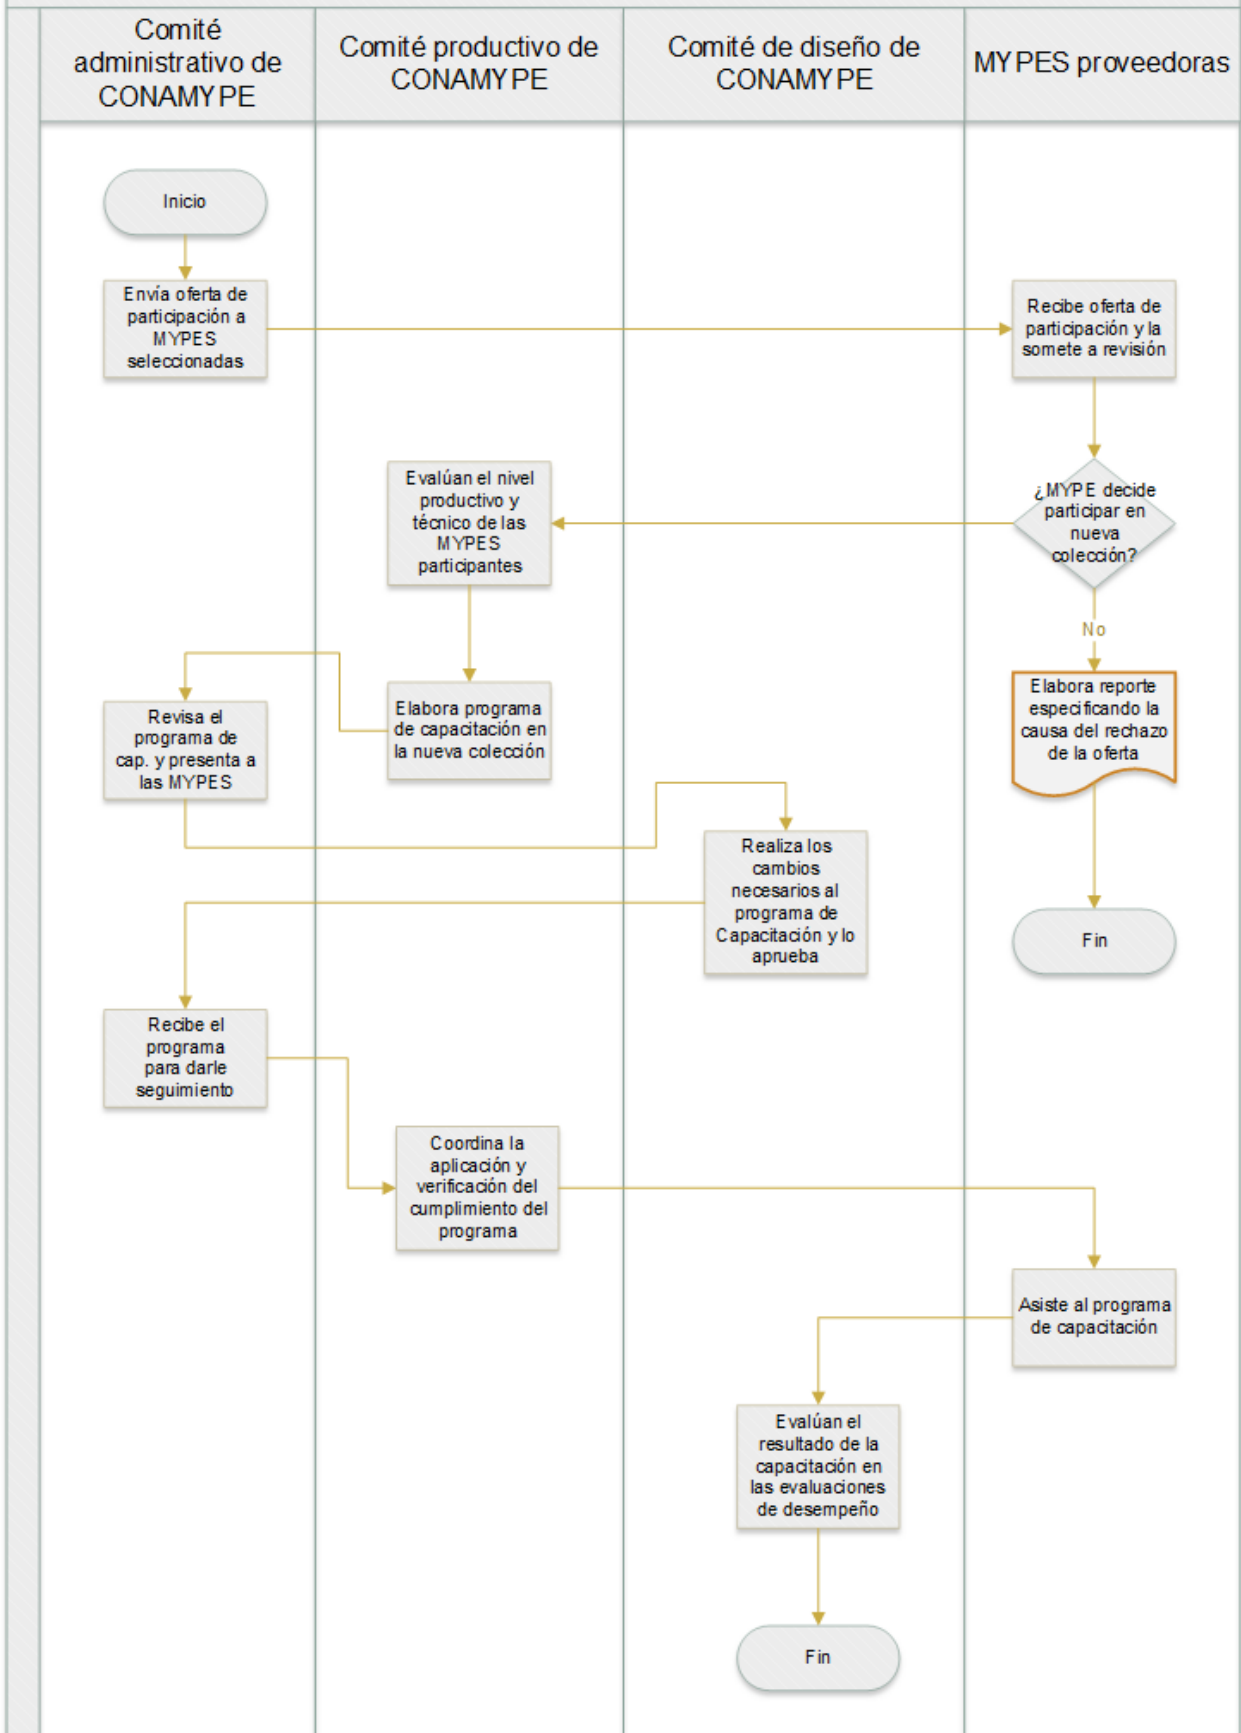 Comité
administrativo de
CONAMYPE
Comité productivo de
CONAMYPE
Comité de diseño de
CONAMYPE
MYPES proveedoras
Inicio
Envía oferta de
participación a
MYPES
seleccionadas
Recibe oferta de
participación y la
somete a revisión
¿MYPE decide
participar en
nueva
colección?
Evalúan el nivel
productivo y
técnico de las
MYPES
participantes
No
Elabora programa
de capacitación en
la nueva colección
Elabora reporte
especificando la
causa del rechazo
de la oferta
Revisa el
programa de
cap. y presenta a
las MYPES
Realiza los
cambios
necesarios al
programa de
Capacitación y lo
aprueba
Fin
Recibe el
programa
para darle
seguimiento
Coordina la
aplicación y
verificación del
cumplimiento del
programa
Asiste al programa
de capacitación
Evalúan el
resultado de la
capacitación en
las evaluaciones
de desempeño
Fin